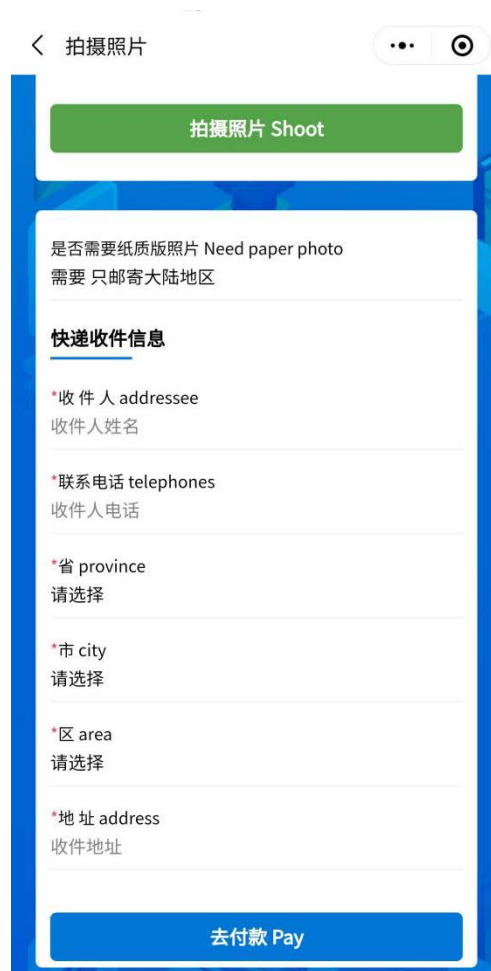 拍摄照片
拍摄照片 Shoot
是否需要纸质版照片 Need paper photo
需要 只邮寄大陆地区
快递收件信息
*收 件 人 addressee
收件人姓名
*联系电话 telephones
收件人电话
*省 province
请选择
*市 city
请选择
*区 area
请选择
*地 址 address
收件地址
去付款 Pay